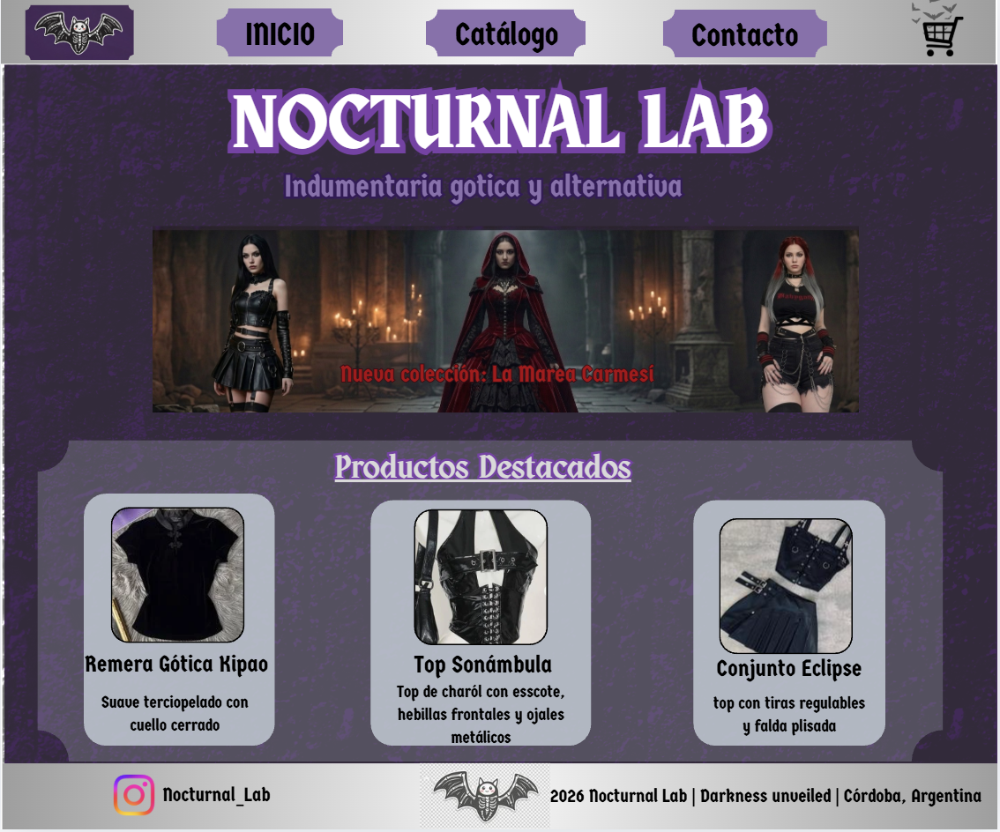 INICIO
Catálogo
Contacto
NOCTURNAL LAB
Indumentaria gotica y alternativa
Nueva colección: La Marea Carmesí
Productos Destacados
Remera Gótica Kipao
Suave terciopelado con
cuello cerrado
Top Sonámbula
Top de charól con esscote,
hebillas frontales y ojales
metálicos
Conjunto Eclipse
top con tiras regulables
y falda plisada
Nocturnal_Lab
2026 Nocturnal Lab | Darkness unveiled | Córdoba, Argentina